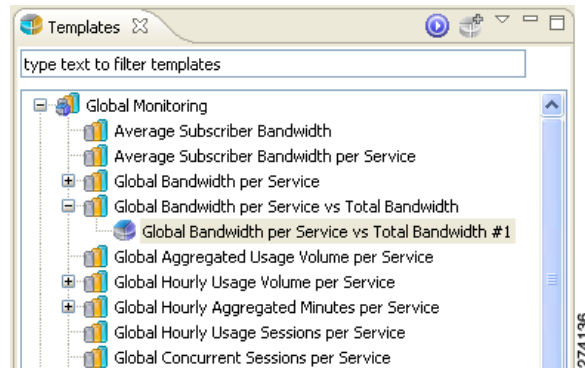 Templates
type text to filter templates
Global Monitoring
Average Subscriber Bandwidth
Average Subscriber Bandwidth per Service
Global Bandwidth per Service
Global Bandwidth per Service vs Total Bandwidth
Global Bandwidth per Service vs Total Bandwidth #1
Global Aggregated Usage Volume per Service
Global Hourly Usage Volume per Service
Global Hourly Aggregated Minutes per Service
Global Hourly Usage Sessions per Service
Global Concurrent Sessions per Service
274136